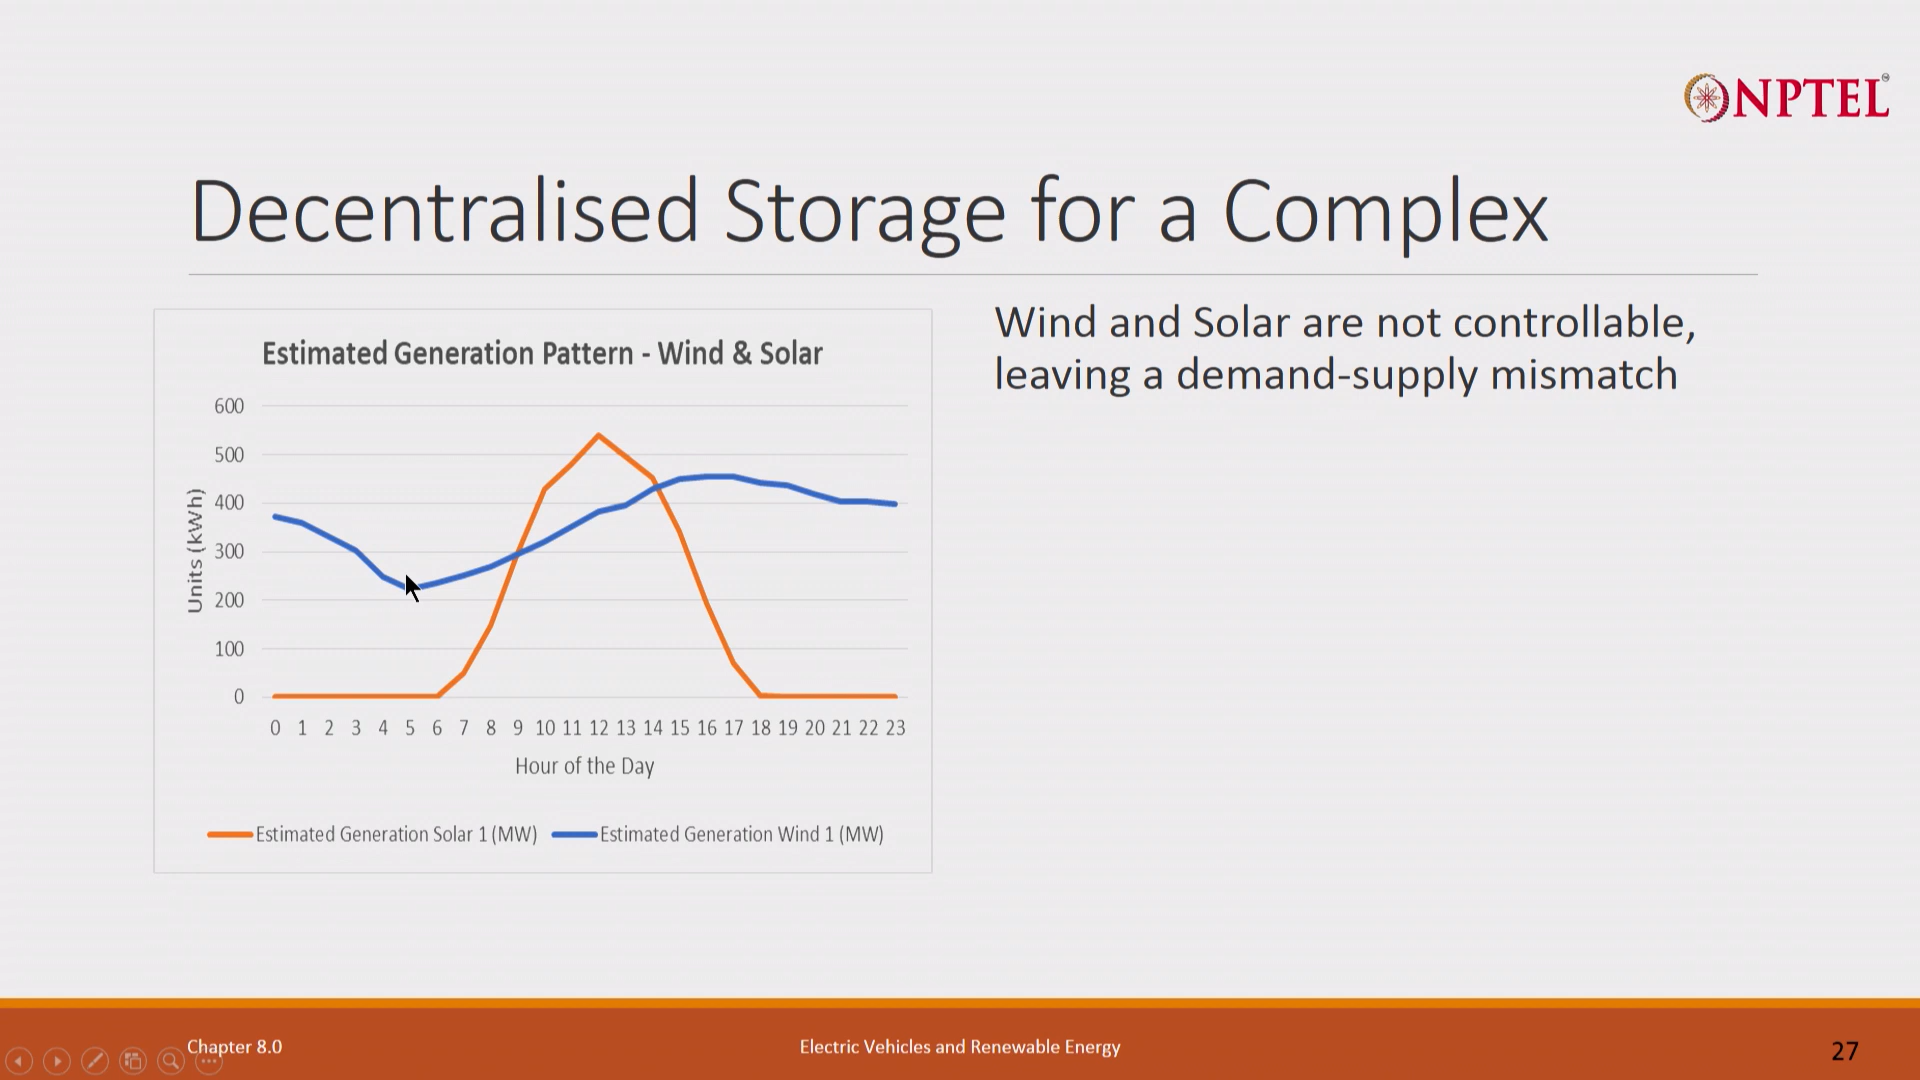 NPTEL
Decentralised Storage for a Complex
Estimated Generation Pattern - Wind & Solar
600
500
400
300
200
100
0
Units (kWh)
0 1 2 3 4 5 6 7 8 9 10 11 12 13 14 15 16 17 18 19 20 21 22 23
Hour of the Day
Estimated Generation Solar 1 (MW) Estimated Generation Wind 1 (MW)
Wind and Solar are not controllable,
leaving a demand-supply mismatch
Chapter 8.0
Electric Vehicles and Renewable Energy
27